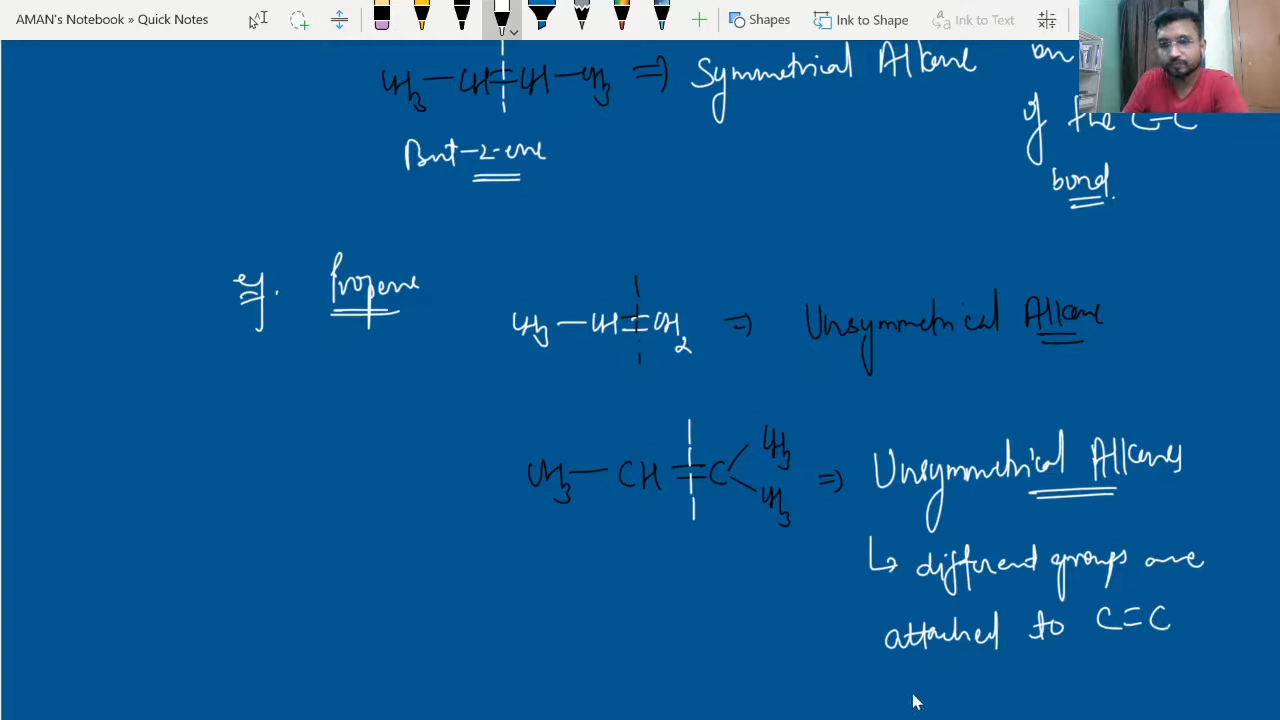 AMAN's Notebook » Quick Notes
Shapes
Ink to Shape
Ink to Text
CH3—CH=CH—CH3 ⇒ Symmetrical Alkene
on
of the C=C
bond.
But-2-ene
eg. Propene
CH3—CH=CH2 ⇒ Unsymmetrical Alkene
CH3—CH=C
CH3
CH3
⇒ Unsymmetrical Alkenes
↳ different groups are
attached to C=C